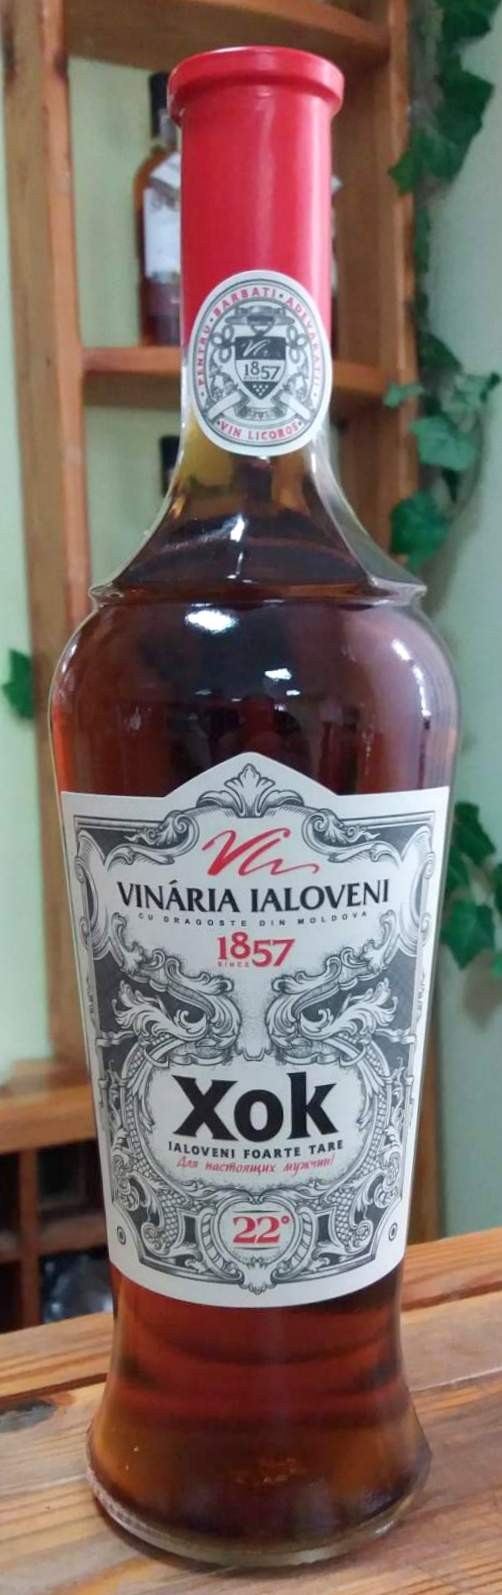 PENTRU • BARBATI • ADEVARATI!
1857
VIN LICOROS
VINÁRIA IALOVENI
CU DRAGOSTE DIN MOLDOVA
1857
SINCE
Xok
IALOVENI FOARTE TARE
Для настоящих мужчин!
22°